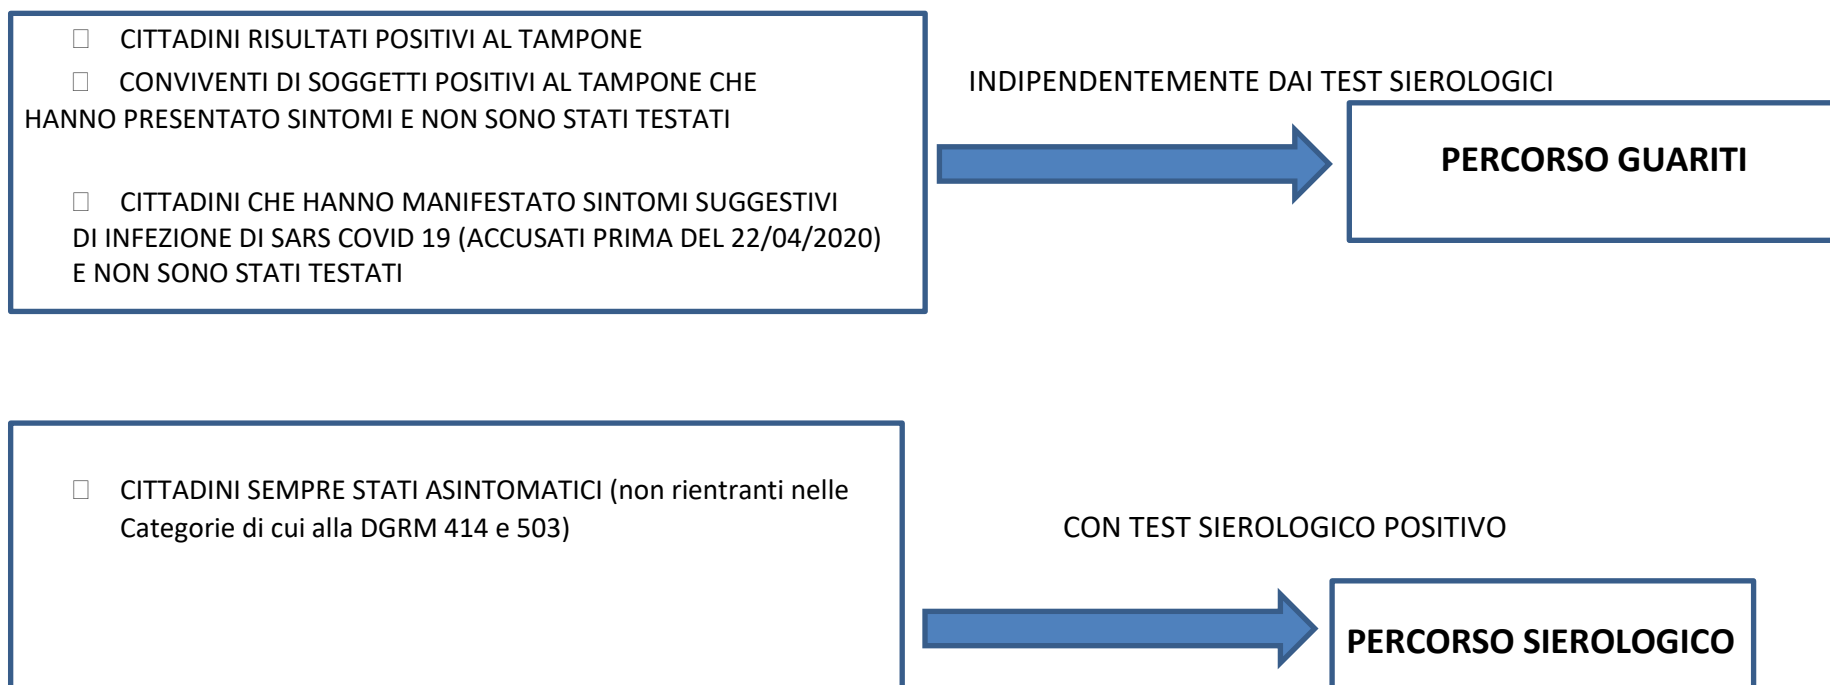 □ CITTADINI RISULTATI POSITIVI AL TAMPONE
□ CONVIVENTI DI SOGGETTI POSITIVI AL TAMPONE CHE
HANNO PRESENTATO SINTOMI E NON SONO STATI TESTATI
□ CITTADINI CHE HANNO MANIFESTATO SINTOMI SUGGESTIVI
DI INFEZIONE DI SARS COVID 19 (ACCUSATI PRIMA DEL 22/04/2020)
E NON SONO STATI TESTATI
INDIPENDENTEMENTE DAI TEST SIEROLOGICI
PERCORSO GUARITI
□ CITTADINI SEMPRE STATI ASINTOMATICI (non rientranti nelle
Categorie di cui alla DGRM 414 e 503)
CON TEST SIEROLOGICO POSITIVO
PERCORSO SIEROLOGICO